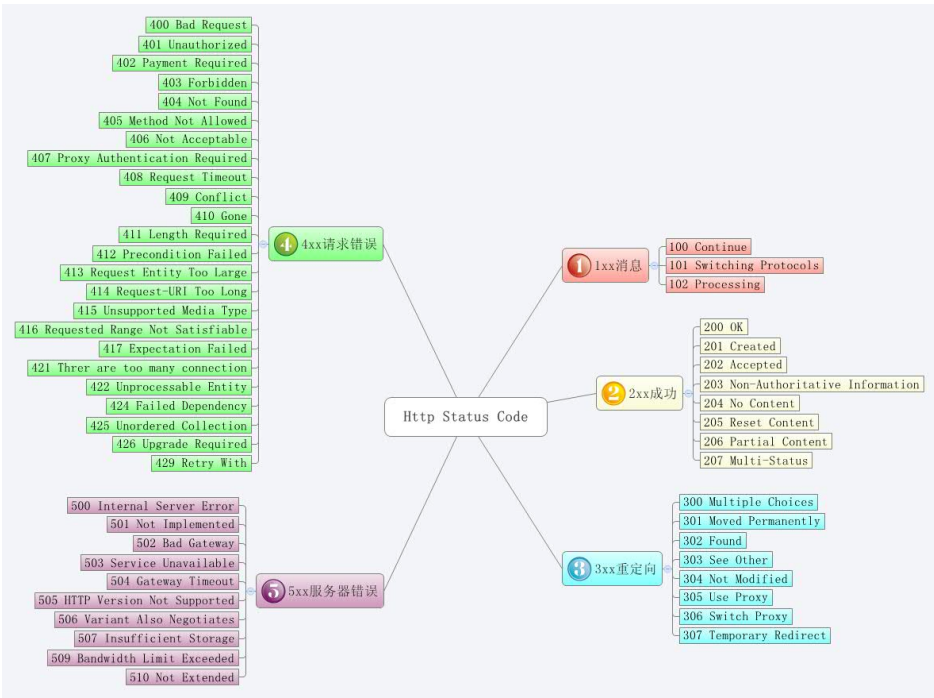 Http Status Code
1 1xx消息
100 Continue
101 Switching Protocols
102 Processing
2 2xx成功
200 OK
201 Created
202 Accepted
203 Non-Authoritative Information
204 No Content
205 Reset Content
206 Partial Content
207 Multi-Status
3 3xx重定向
300 Multiple Choices
301 Moved Permanently
302 Found
303 See Other
304 Not Modified
305 Use Proxy
306 Switch Proxy
307 Temporary Redirect
4 4xx请求错误
400 Bad Request
401 Unauthorized
402 Payment Required
403 Forbidden
404 Not Found
405 Method Not Allowed
406 Not Acceptable
407 Proxy Authentication Required
408 Request Timeout
409 Conflict
410 Gone
411 Length Required
412 Precondition Failed
413 Request Entity Too Large
414 Request-URI Too Long
415 Unsupported Media Type
416 Requested Range Not Satisfiable
417 Expectation Failed
421 Threr are too many connection
422 Unprocessable Entity
424 Failed Dependency
425 Unordered Collection
426 Upgrade Required
429 Retry With
5 5xx服务器错误
500 Internal Server Error
501 Not Implemented
502 Bad Gateway
503 Service Unavailable
504 Gateway Timeout
505 HTTP Version Not Supported
506 Variant Also Negotiates
507 Insufficient Storage
509 Bandwidth Limit Exceeded
510 Not Extended